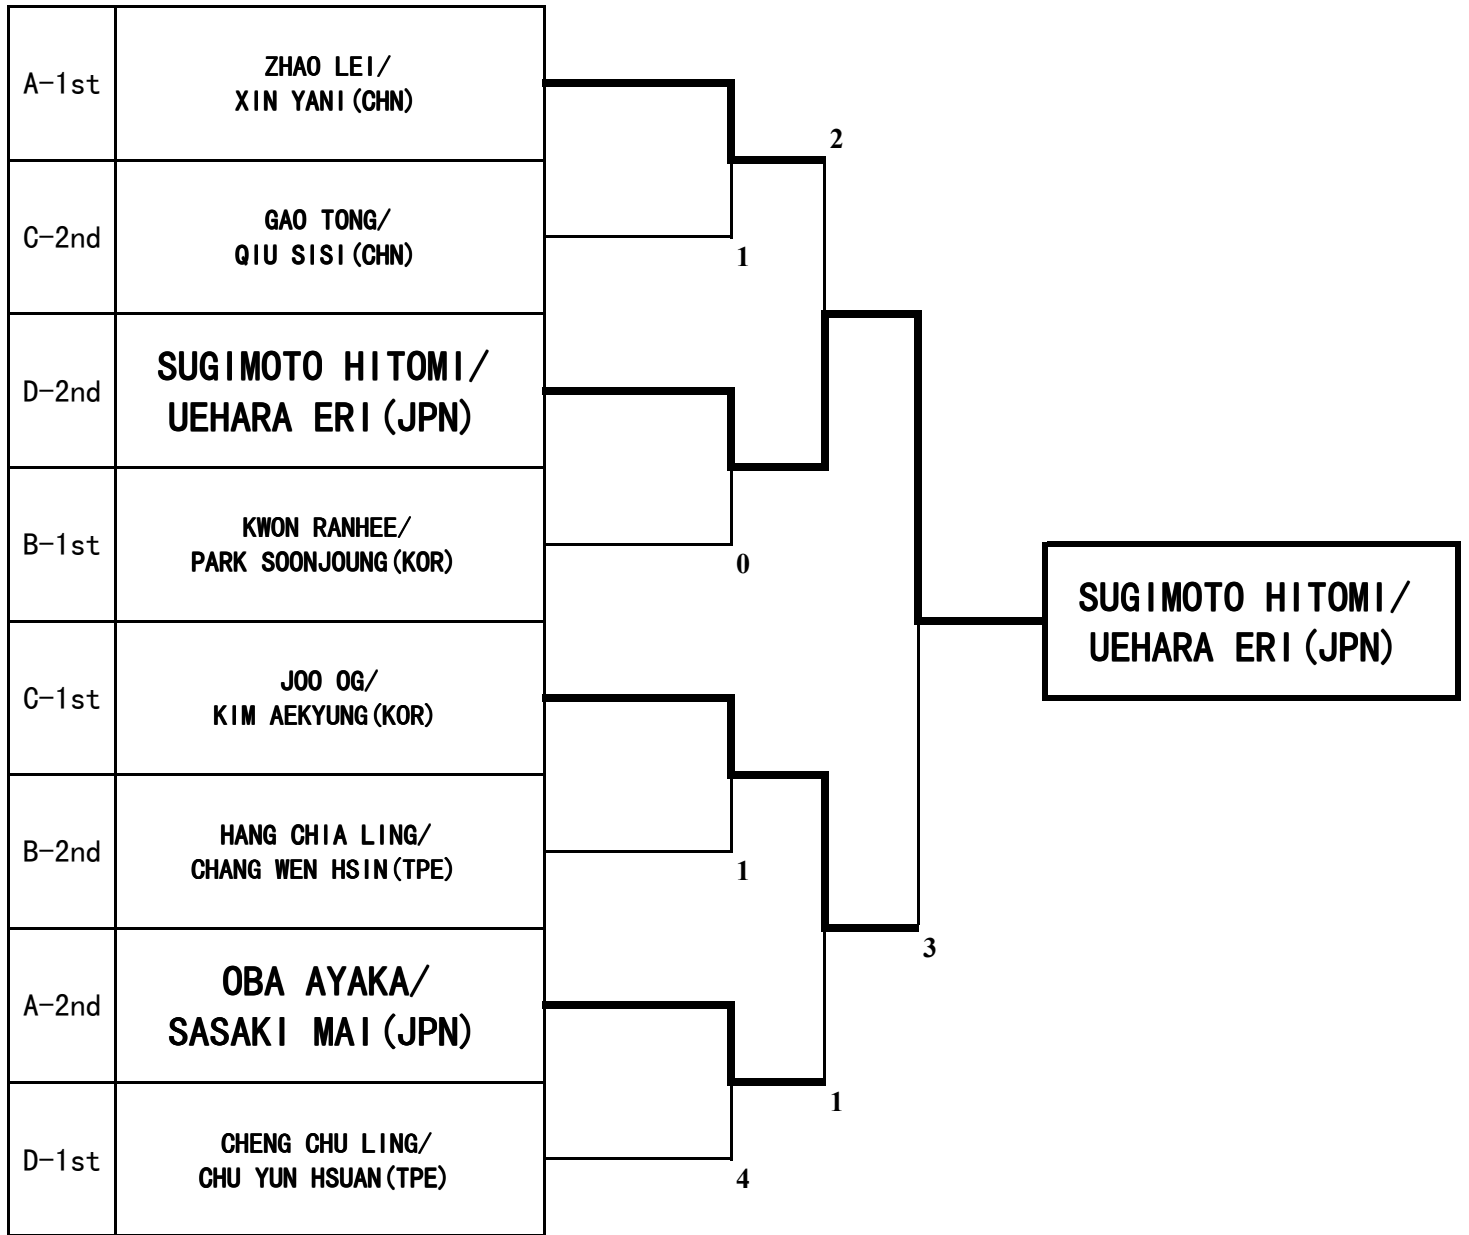 A-1st
ZHAO LEI/
XIN YANI(CHN)
2
C-2nd
GAO TONG/
QIU SISI(CHN)
1
D-2nd
SUGIMOTO HITOMI/
UEHARA ERI(JPN)
B-1st
KWON RANHEE/
PARK SOONJOUNG(KOR)
0
SUGIMOTO HITOMI/
UEHARA ERI(JPN)
C-1st
JOO OG/
KIM AEKYUNG(KOR)
B-2nd
HANG CHIA LING/
CHANG WEN HSIN(TPE)
1
3
A-2nd
OBA AYAKA/
SASAKI MAI(JPN)
1
D-1st
CHENG CHU LING/
CHU YUN HSUAN(TPE)
4